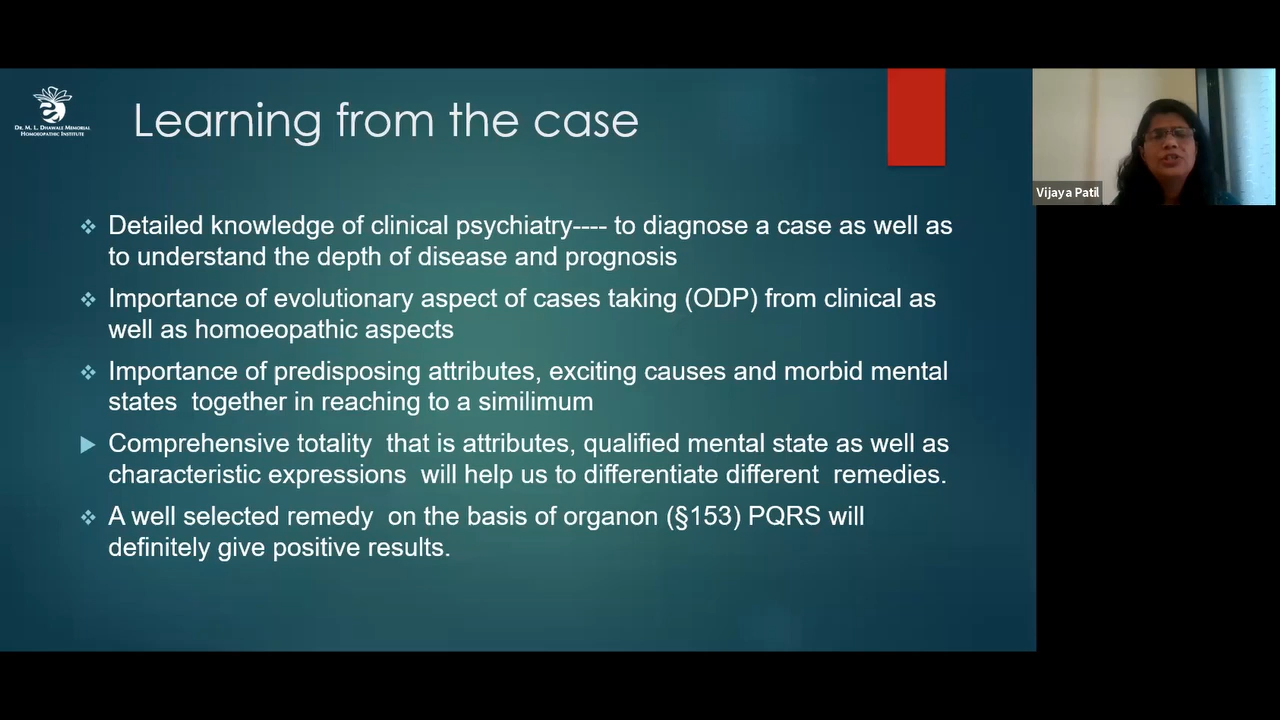 Dr. M. L. Dhawale Memorial
Homoeopathic Institute
Learning from the case
Vijaya Patil
Detailed knowledge of clinical psychiatry---- to diagnose a case as well as
to understand the depth of disease and prognosis
Importance of evolutionary aspect of cases taking (ODP) from clinical as
well as homoeopathic aspects
Importance of predisposing attributes, exciting causes and morbid mental
states together in reaching to a similimum
Comprehensive totality that is attributes, qualified mental state as well as
characteristic expressions will help us to differentiate different remedies.
A well selected remedy on the basis of organon (§153) PQRS will
definitely give positive results.